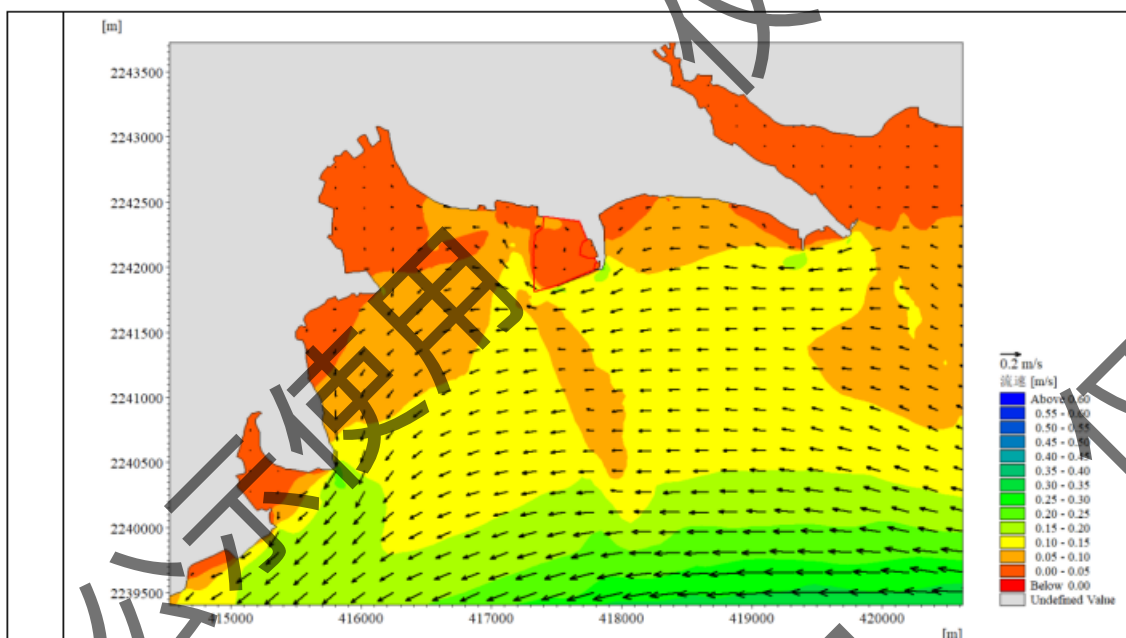 [m]
2243500
2243000
2242500
2242000
2241500
2241000
2240500
2240000
2239500
415000
416000
417000
418000
419000
420000
[m]
0.2 m/s
流速 [m/s]
Above 0.60
0.55 - 0.60
0.50 - 0.55
0.45 - 0.50
0.40 - 0.45
0.35 - 0.40
0.30 - 0.35
0.25 - 0.30
0.20 - 0.25
0.15 - 0.20
0.10 - 0.15
0.05 - 0.10
0.00 - 0.05
Below 0.00
Undefined Value
示使用
仅